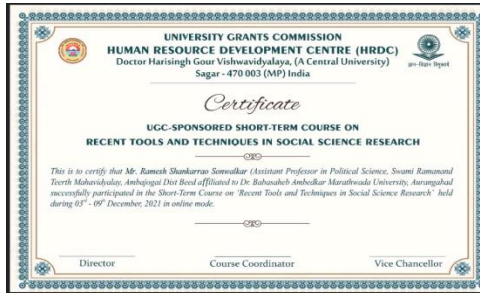 UNIVERSITY GRANTS COMMISSION
HUMAN RESOURCE DEVELOPMENT CENTRE (HRDC)
Doctor Harisingh Gour Vishwavidyalaya, (A Central University)
Sagar - 470 003 (MP) India
ज्ञान-विज्ञान विमुक्तये
Certificate
UGC-SPONSORED SHORT-TERM COURSE ON
RECENT TOOLS AND TECHNIQUES IN SOCIAL SCIENCE RESEARCH
This is to certify that Mr. Ramesh Shankarrao Sonwalkar (Assistant Professor in Political Science, Swami Ramanand
Teerth Mahavidyalay, Ambajogai Dist Beed affiliated to Dr. Babasaheb Ambedkar Marathwada University, Aurangabad
successfully participated in the Short-Term Course on 'Recent Tools and Techniques in Social Science Research' held
during 03rd - 09th December, 2021 in online mode.
Director Course Coordinator Vice Chancellor